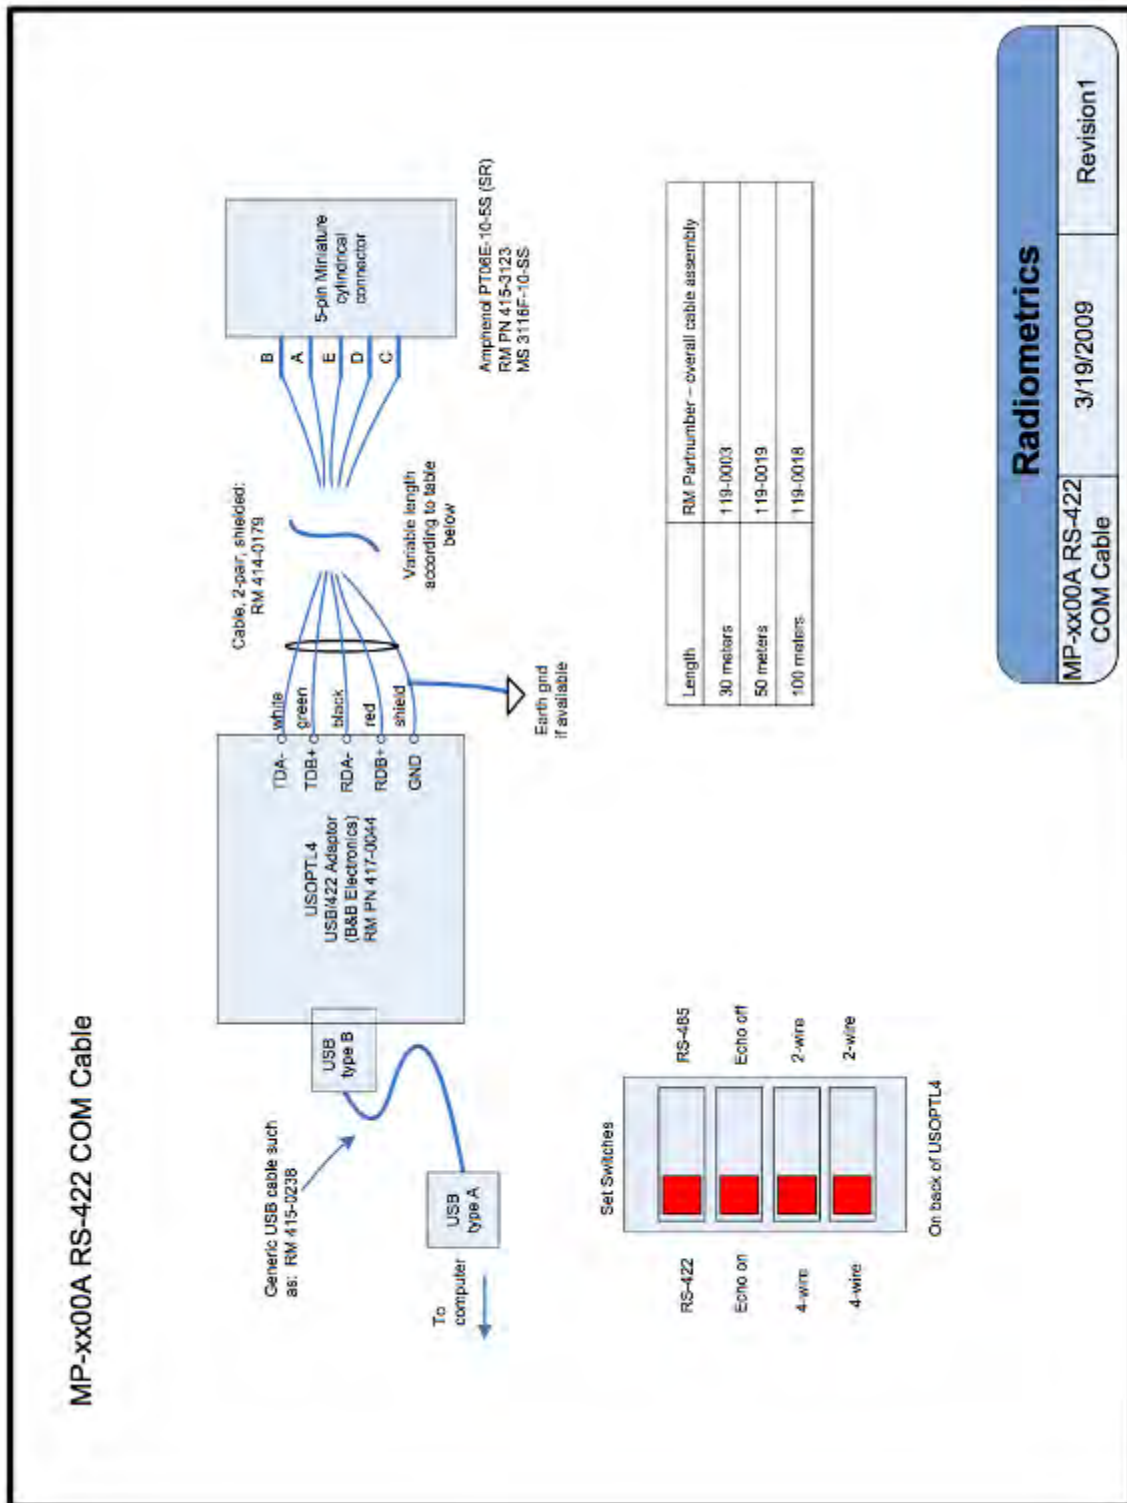 MP-xx00A RS-422 COM Cable
Generic USB cable such
as: RM 415-0238
To
computer
USB
type A
USB
type B
USOPTL4
USB/422 Adaptor
(B&B Electronics)
RM PN 417-0044
TDA-
TDB+
RDA-
RDB+
GND
white
green
black
red
shield
Earth gnd
if available
Cable, 2-pair, shielded:
RM 414-0179
Variable length
according to table
below
B
A
E
D
C
5-pin Miniature
cylindrical
connector
Amphenol PT06E-10-5S (SR)
RM PN 415-3123
MS 3116F-10-5S
Set Switches
RS-422 RS-485
Echo on Echo off
4-wire 2-wire
4-wire 2-wire
On back of USOPTL4
Length RM Partnumber – overall cable assembly
30 meters 119-0003
50 meters 119-0019
100 meters 119-0018
Radiometrics
MP-xx00A RS-422
COM Cable
3/19/2009
Revision1